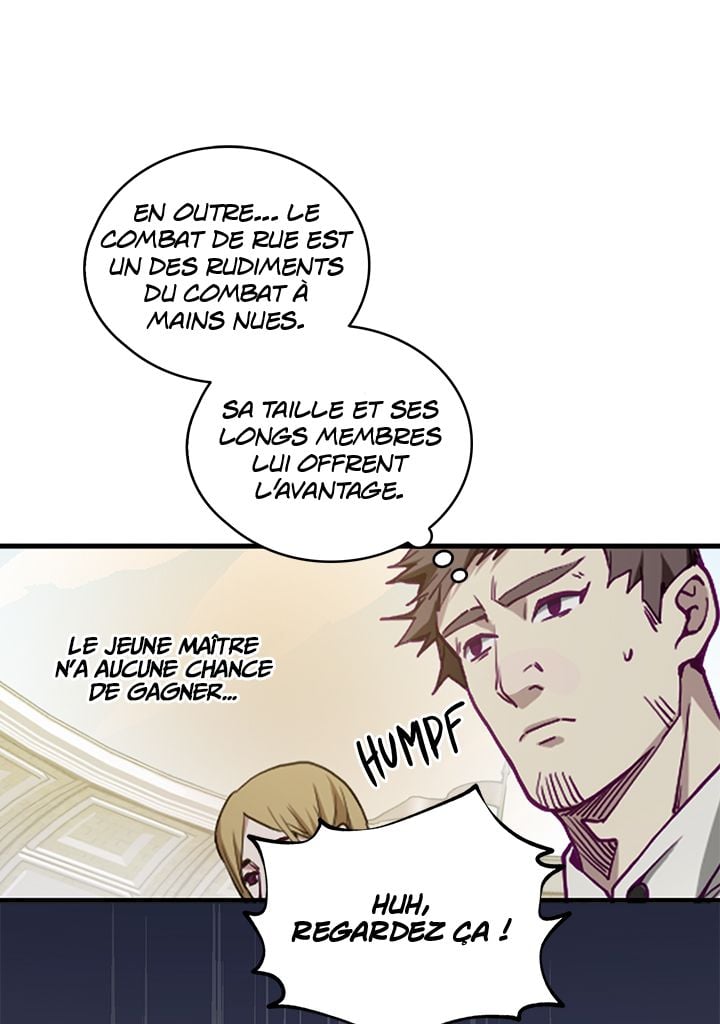 EN OUTRE... LE
COMBAT DE RUE EST
UN DES RUDIMENTS
DU COMBAT À
MAINS NUES.
SA TAILLE ET SES
LONGS MEMBRES
LUI OFFRENT
L'AVANTAGE.
LE JEUNE MAÎTRE
N'A AUCUNE CHANCE
DE GAGNER...
HUMPF
HUH,
REGARDEZ ÇA !